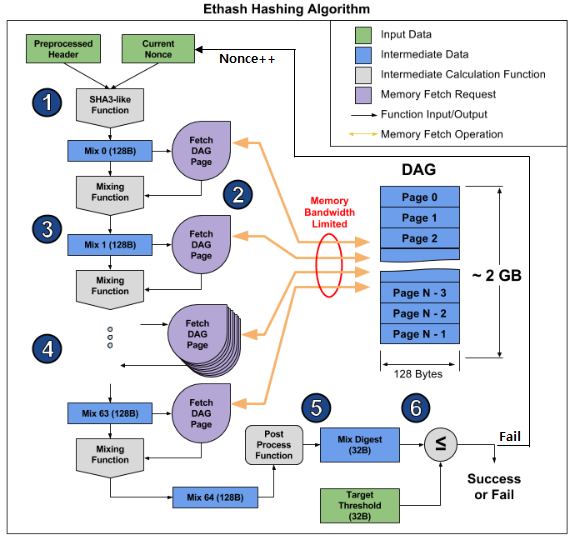 Ethash Hashing Algorithm
Preprocessed
Header
Current
Nonce
Nonce++
Input Data
Intermediate Data
Intermediate Calculation Function
Memory Fetch Request
Function Input/Output
Memory Fetch Operation
1
SHA3-like
Function
Mix 0 (128B)
Fetch
DAG
Page
Mixing
Function
2
3
Mix 1 (128B)
Fetch
DAG
Page
Mixing
Function
Memory
Bandwidth
Limited
DAG
Page 0
Page 1
Page 2
Page N - 3
Page N - 2
Page N - 1
~ 2 GB
128 Bytes
4
Fetch
DAG
Page
Mix 63 (128B)
Fetch
DAG
Page
Mixing
Function
Mix 64 (128B)
5
Post
Process
Function
Mix Digest
(32B)
6
≤
Fail
Target
Threshold
(32B)
Success
or Fail